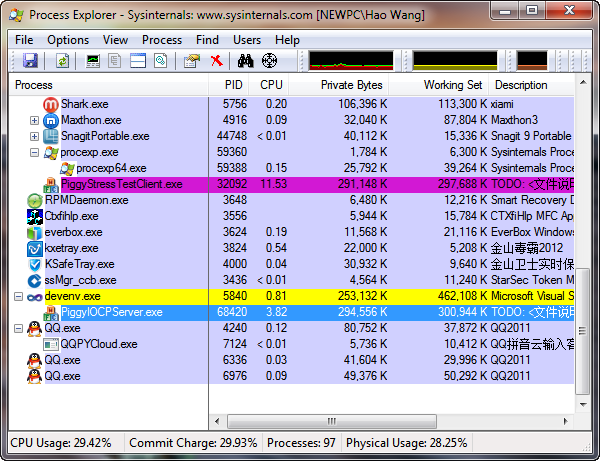 Process Explorer - Sysinternals: www.sysinternals.com [NEWPC\Hao Wang]
File Options View Process Find Users Help
Process PID CPU Private Bytes Working Set Description
Shark.exe 5756 0.20 106,396 K 113,300 K xiami
Maxthon.exe 4916 0.09 32,040 K 87,804 K Maxthon3
SnagitPortable.exe 44748 < 0.01 40,112 K 15,336 K Snagit 9 Portable
procexp.exe 59360 1,784 K 6,300 K Sysinternals Proce
procexp64.exe 59388 0.15 25,792 K 39,264 K Sysinternals Proce
PiggyStressTestClient.exe 32092 11.53 291,148 K 297,688 K TODO: <文件说明
RPMDaemon.exe 3648 6,480 K 12,216 K Smart Recovery D
Ctxfihlp.exe 3556 5,944 K 15,784 K CTXfiHlp MFC App
everbox.exe 3624 0.19 11,568 K 21,116 K EverBox Window
kxetray.exe 3824 0.54 22,000 K 5,208 K 金山毒霸2012
KSafeTray.exe 4000 0.04 30,932 K 9,640 K 金山卫士实时保
ssMgr_ccb.exe 3436 < 0.01 4,564 K 11,240 K StarSec Token M
devenv.exe 5840 0.81 253,132 K 462,108 K Microsoft Visual S
PiggyIOCPServer.exe 68420 3.82 294,556 K 300,944 K TODO: <文件说明
QQ.exe 4240 0.12 80,752 K 37,872 K QQ2011
QQPYCloud.exe 7124 < 0.01 5,736 K 10,412 K QQ拼音云输入客
QQ.exe 6336 0.03 41,604 K 29,996 K QQ2011
QQ.exe 6976 0.09 49,376 K 50,292 K QQ2011
CPU Usage: 29.42% Commit Charge: 29.93% Processes: 97 Physical Usage: 28.25%